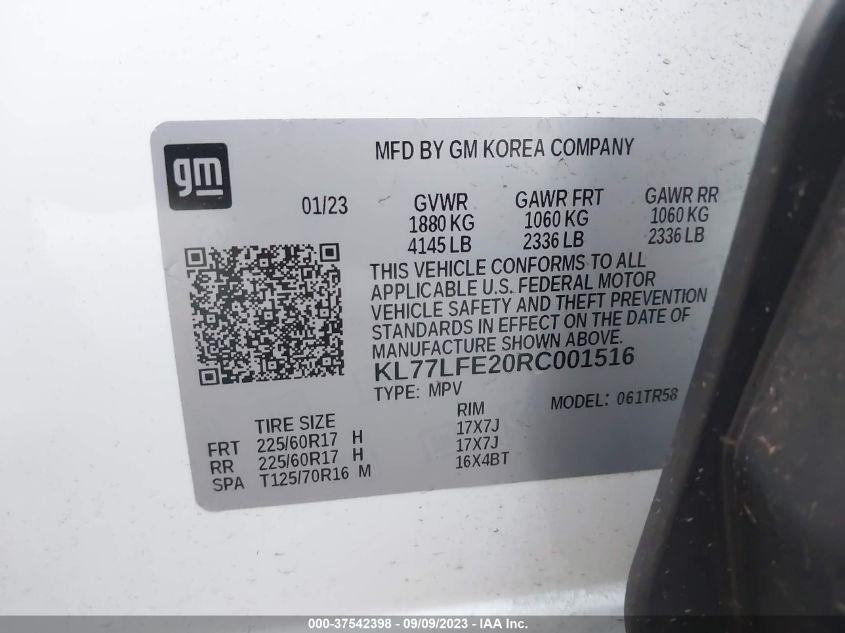 gm
MFD BY GM KOREA COMPANY
01/23
GVWR GAWR FRT GAWR RR
1880 KG 1060 KG 1060 KG
4145 LB 2336 LB 2336 LB
THIS VEHICLE CONFORMS TO ALL
APPLICABLE U.S. FEDERAL MOTOR
VEHICLE SAFETY AND THEFT PREVENTION
STANDARDS IN EFFECT ON THE DATE OF
MANUFACTURE SHOWN ABOVE.
KL77LFE20RC001516
TYPE: MPV MODEL: 061TR58
TIRE SIZE RIM
FRT 225/60R17 H 17X7J
RR 225/60R17 H 17X7J
SPA T125/70R16 M 16X4BT
000-37542398 - 09/09/2023 - IAA Inc.